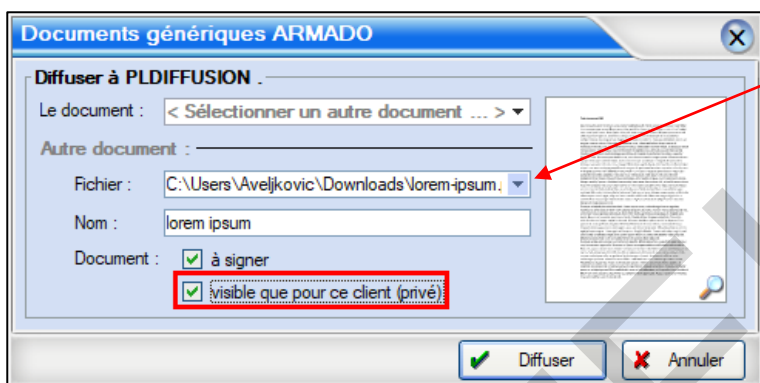 Documents génériques ARMADO
Diffuser à PLDIFFUSION .
Le document : < Sélectionner un autre document ... >
Autre document :
Fichier : C:\Users\Aveljkovic\Downloads\lorem-ipsum.
Nom : lorem ipsum
Document : à signer
visible que pour ce client (privé)
Diffuser Annuler